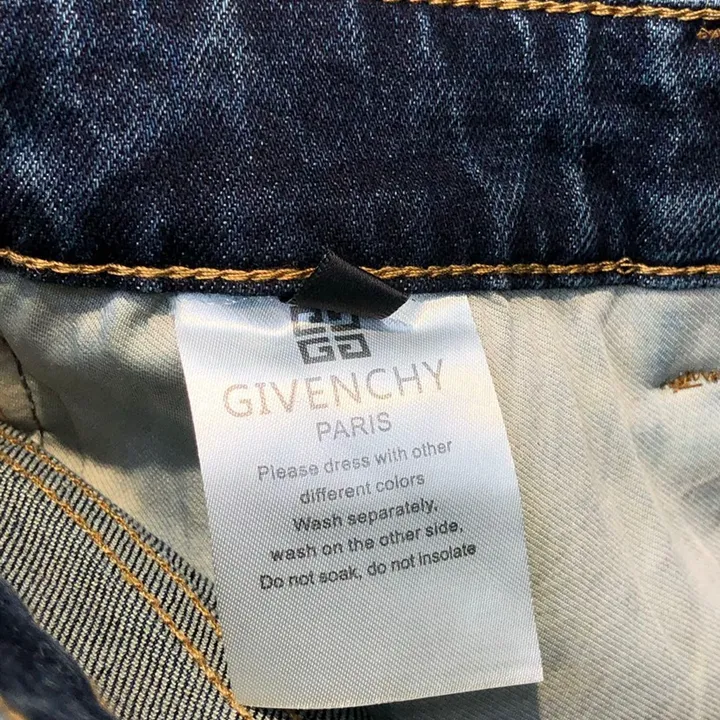 GIVENCHY
PARIS
Please dress with other
different colors
Wash separately,
wash on the other side,
Do not soak, do not insolate